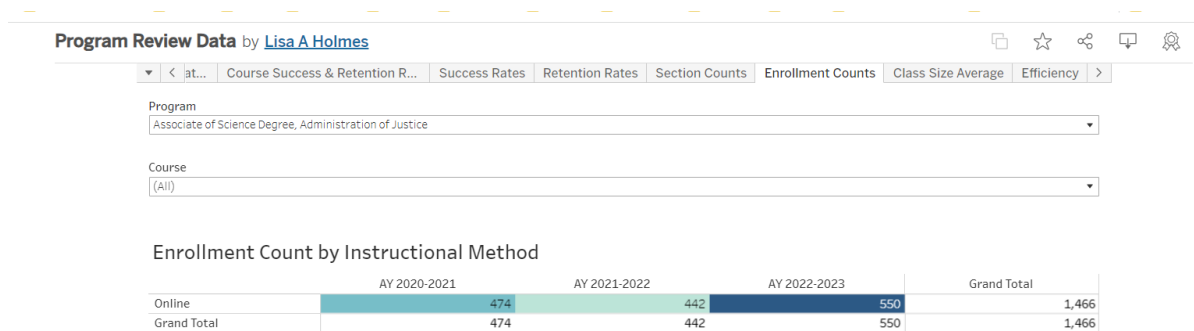 Program Review Data by Lisa A Holmes
at... Course Success & Retention R... Success Rates Retention Rates Section Counts Enrollment Counts Class Size Average Efficiency
Program
Associate of Science Degree, Administration of Justice
Course
(All)
Enrollment Count by Instructional Method
AY 2020-2021 AY 2021-2022 AY 2022-2023 Grand Total
Online 474 442 550 1,466
Grand Total 474 442 550 1,466